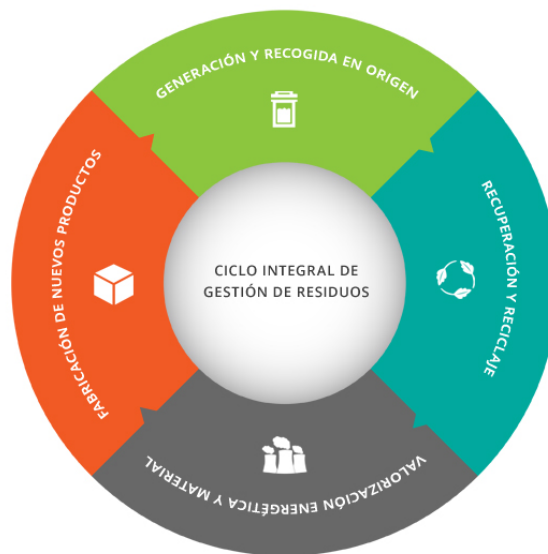 GENERACIÓN Y RECOGIDA EN ORIGEN
RECUPERACIÓN Y RECICLAJE
VALORIZACIÓN ENERGÉTICA Y MATERIAL
FABRICACIÓN DE NUEVOS PRODUCTOS
CICLO INTEGRAL DE
GESTIÓN DE RESIDUOS